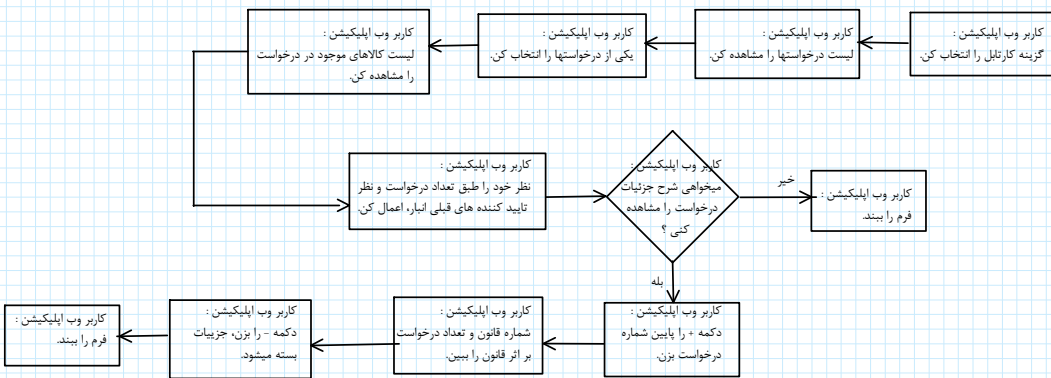 کاربر وب اپلیکیشن :
گزینه کارتابل را انتخاب کن.
کاربر وب اپلیکیشن :
لیست درخواستها را مشاهده کن.
کاربر وب اپلیکیشن :
یکی از درخواستها را انتخاب کن.
کاربر وب اپلیکیشن :
لیست کالاهای موجود در درخواست
را مشاهده کن.
کاربر وب اپلیکیشن :
نظر خود را طبق تعداد درخواست و نظر
تایید کننده های قبلی انبار، اعمال کن.
کاربر وب اپلیکیشن :
میخواهی شرح جزئیات
درخواست را مشاهده
کنی ؟
خیر
کاربر وب اپلیکیشن :
فرم را ببند.
بله
کاربر وب اپلیکیشن :
دکمه + را پایین شماره
درخواست بزن.
کاربر وب اپلیکیشن :
شماره قانون و تعداد درخواست
بر اثر قانون را ببین.
کاربر وب اپلیکیشن :
دکمه - را بزن، جزییات
بسته میشود.
کاربر وب اپلیکیشن :
فرم را ببند.